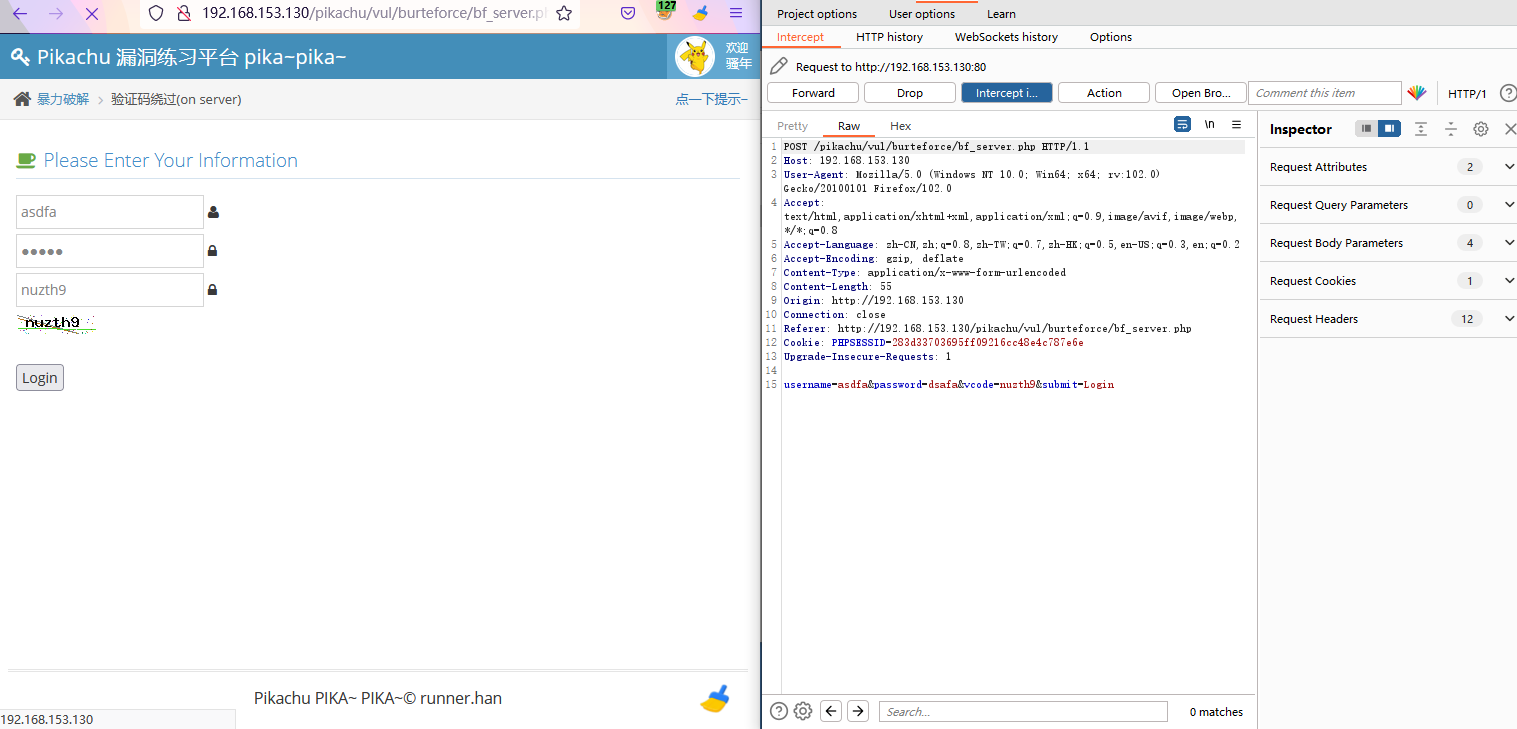 192.168.153.130/pikachu/vul/burteforce/bf_server.p
127
Pikachu 漏洞练习平台 pika~pika~
欢迎
骚年
暴力破解 > 验证码绕过(on server)
点一下提示~
Please Enter Your Information
asdfa
●●●●●
nuzth9
nuzth9
Login
Pikachu PIKA~ PIKA~© runner.han
192.168.153.130
Project options User options Learn
Intercept HTTP history WebSockets history Options
Request to http://192.168.153.130:80
Forward Drop Intercept i... Action Open Bro... Comment this item HTTP/1 ?
Pretty Raw Hex \n
1 POST /pikachu/vul/burteforce/bf_server.php HTTP/1.1
2 Host: 192.168.153.130
3 User-Agent: Mozilla/5.0 (Windows NT 10.0; Win64; x64; rv:102.0)
Gecko/20100101 Firefox/102.0
4 Accept:
text/html,application/xhtml+xml,application/xml;q=0.9,image/avif,image/webp,
*/*;q=0.8
5 Accept-Language: zh-CN,zh;q=0.8,zh-TW;q=0.7,zh-HK;q=0.5,en-US;q=0.3,en;q=0.2
6 Accept-Encoding: gzip, deflate
7 Content-Type: application/x-www-form-urlencoded
8 Content-Length: 55
9 Origin: http://192.168.153.130
10 Connection: close
11 Referer: http://192.168.153.130/pikachu/vul/burteforce/bf_server.php
12 Cookie: PHPSESSID=283d33703695ff09216cc48e4c787e6e
13 Upgrade-Insecure-Requests: 1
14
15 username=asdfa&password=dsafa&vcode=nuzth9&submit=Login
? Search... 0 matches
Inspector
Request Attributes 2
Request Query Parameters 0
Request Body Parameters 4
Request Cookies 1
Request Headers 12